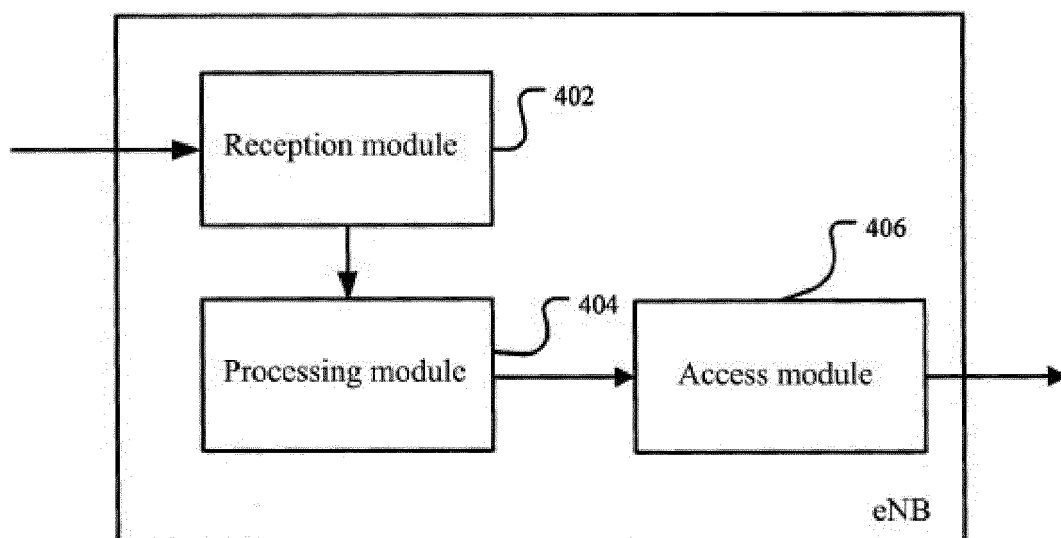 402
Reception module
406
404
Processing module
Access module
eNB